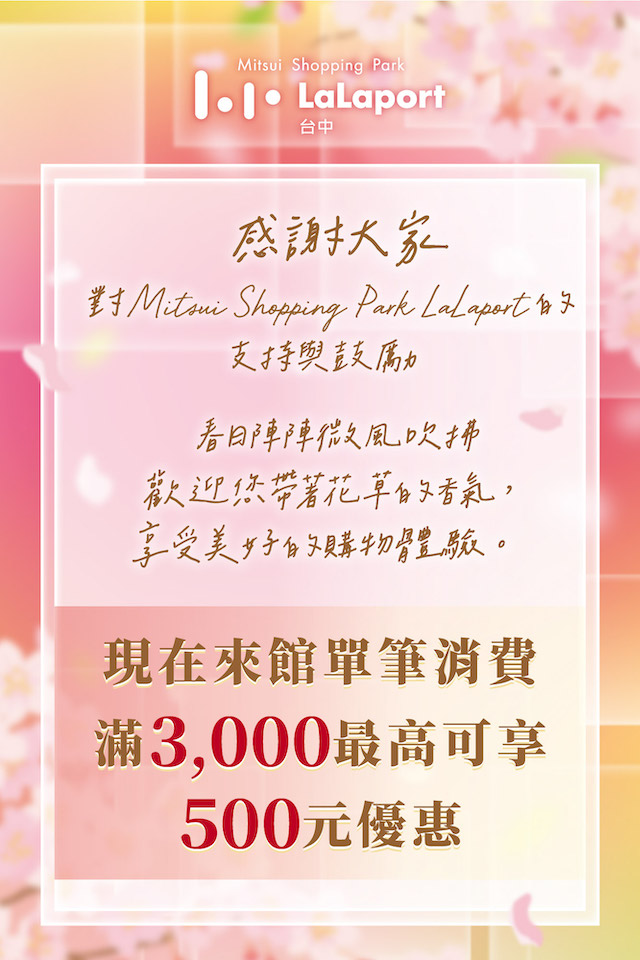 Mitsui Shopping Park
LaLaport
台中
感謝大家
對Mitsui Shopping Park LaLaport的
支持與鼓勵
春日陣陣微風吹拂
歡迎您帶著花草的香氣，
享受美好的購物體驗。
現在來館單筆消費
滿3,000最高可享
500元優惠